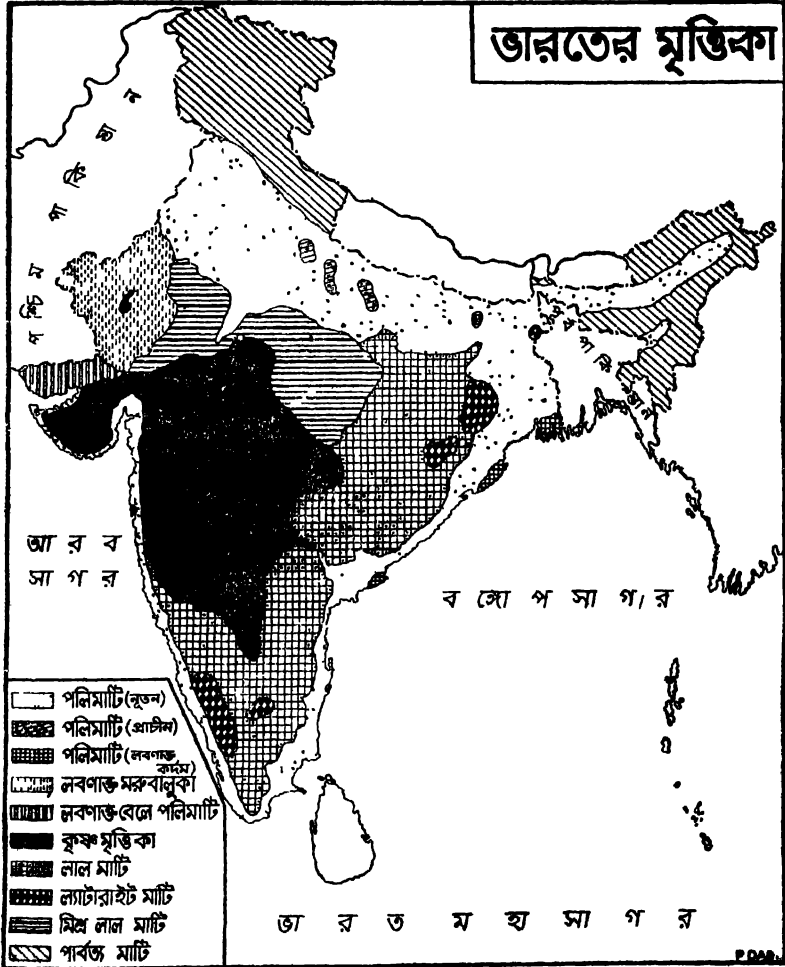 ভারতের মৃত্তিকা
পশ্চিম পাকিস্তান
পূর্ব পাকিস্তান
আরব
সাগর
বঙ্গোপসাগর
পলিমাটি (নূতন)
পলিমাটি (প্রাচীন)
পলিমাটি (লবণাক্ত
কর্দম)
লবণাক্ত মরুবালুকা
লবণাক্ত বেলে পলিমাটি
কৃষ্ণ মৃত্তিকা
লাল মাটি
ল্যাটারাইট মাটি
মিশ্র লাল মাটি
পার্বত্য মাটি
ভারত মহাসাগর